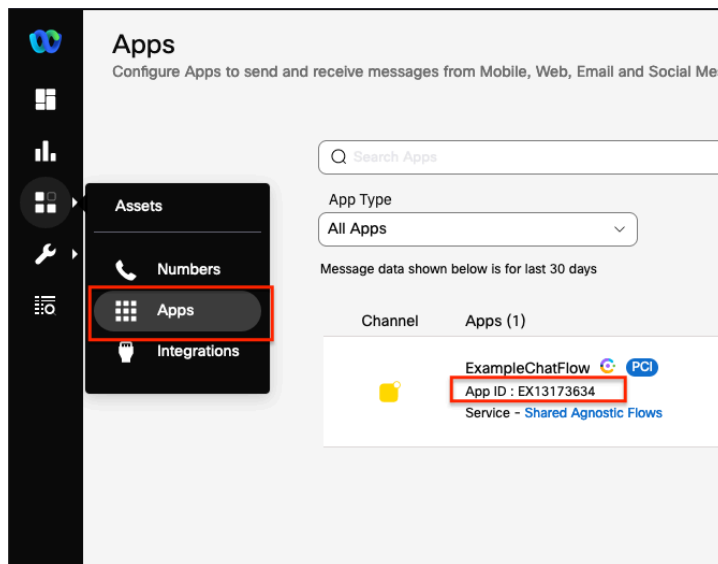 Apps
Configure Apps to send and receive messages from Mobile, Web, Email and Social
Search Apps
Assets
App Type
All Apps
Numbers
Message data shown below is for last 30 days
Apps
Channel
Apps (1)
Integrations
ExampleChatFlow PCI
App ID : EX13173634
Service - Shared Agnostic Flows